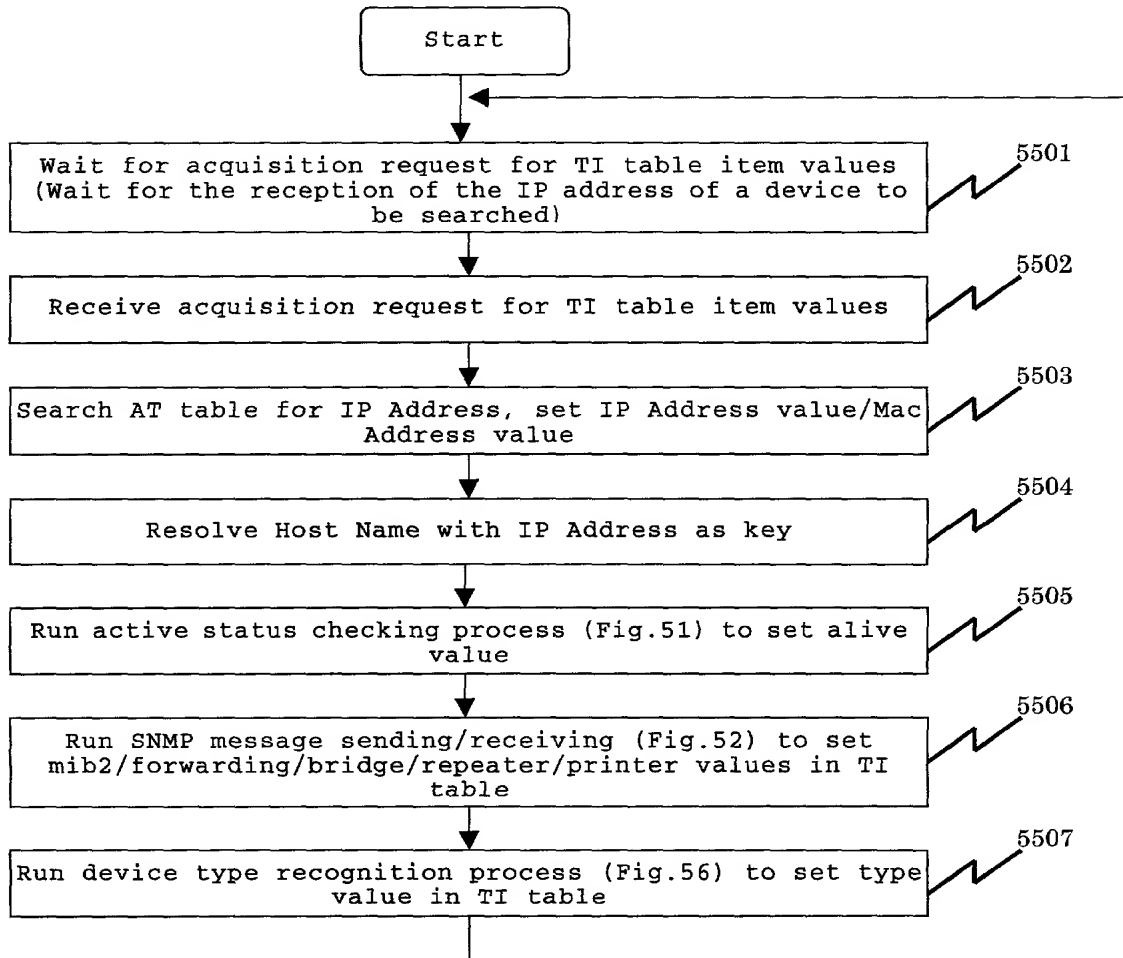 Start
Wait for acquisition request for TI table item values
(Wait for the reception of the IP address of a device to
be searched)
5501
Receive acquisition request for TI table item values
5502
Search AT table for IP Address, set IP Address value/Mac
Address value
5503
Resolve Host Name with IP Address as key
5504
Run active status checking process (Fig.51) to set alive
value
5505
Run SNMP message sending/receiving (Fig.52) to set
mib2/forwarding/bridge/repeater/printer values in TI
table
5506
Run device type recognition process (Fig.56) to set type
value in TI table
5507